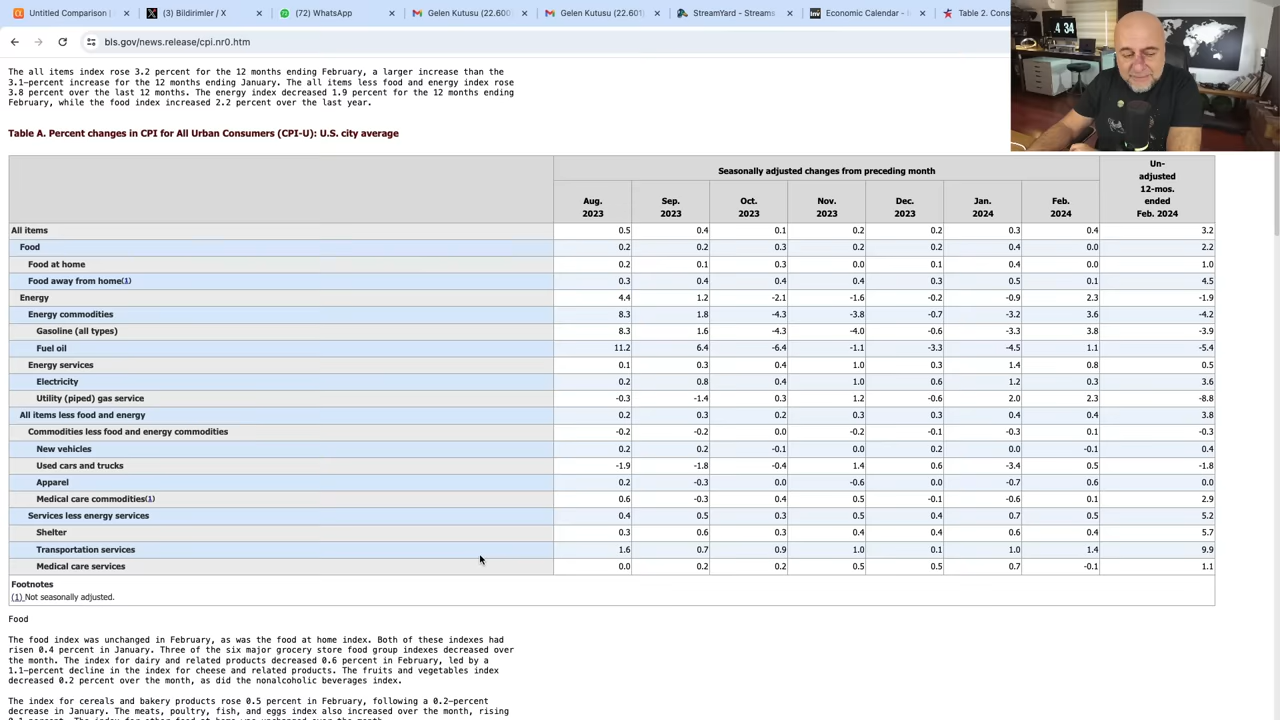 Untitled Comparison |
(3) Bildirimler / X
(72) WhatsApp
Gelen Kutusu (22.600
Gelen Kutusu (22.601
StreamYard - Streams
Economic Calendar -
Table 2. Cons
bls.gov/news.release/cpi.nr0.htm
4 34
The all items index rose 3.2 percent for the 12 months ending February, a larger increase than the
3.1-percent increase for the 12 months ending January. The all items less food and energy index rose
3.8 percent over the last 12 months. The energy index decreased 1.9 percent for the 12 months ending
February, while the food index increased 2.2 percent over the last year.
Table A. Percent changes in CPI for All Urban Consumers (CPI-U): U.S. city average
Seasonally adjusted changes from preceding month
Un-
adjusted
12-mos.
ended
Feb. 2024
Aug. 2023
Sep. 2023
Oct. 2023
Nov. 2023
Dec. 2023
Jan. 2024
Feb. 2024
All items 0.5 0.4 0.1 0.2 0.2 0.3 0.4 3.2
Food 0.2 0.2 0.3 0.2 0.2 0.4 0.0 2.2
Food at home 0.2 0.1 0.3 0.0 0.1 0.4 0.0 1.0
Food away from home(1) 0.3 0.4 0.4 0.4 0.3 0.5 0.1 4.5
Energy 4.4 1.2 -2.1 -1.6 -0.2 -0.9 2.3 -1.9
Energy commodities 8.3 1.8 -4.3 -3.8 -0.7 -3.2 3.6 -4.2
Gasoline (all types) 8.3 1.6 -4.3 -4.0 -0.6 -3.3 3.8 -3.9
Fuel oil 11.2 6.4 -6.4 -1.1 -3.3 -4.5 1.1 -5.4
Energy services 0.1 0.3 0.4 1.0 0.3 1.4 0.8 0.5
Electricity 0.2 0.8 0.4 1.0 0.6 1.2 0.3 3.6
Utility (piped) gas service -0.3 -1.4 0.3 1.2 -0.6 2.0 2.3 -8.8
All items less food and energy 0.2 0.3 0.2 0.3 0.3 0.4 0.4 3.8
Commodities less food and energy commodities -0.2 -0.2 0.0 -0.2 -0.1 -0.3 0.1 -0.3
New vehicles 0.2 0.2 -0.1 0.0 0.2 0.0 -0.1 0.4
Used cars and trucks -1.9 -1.8 -0.4 1.4 0.6 -3.4 0.5 -1.8
Apparel 0.2 -0.3 0.0 -0.2 0.0 -0.7 0.6 0.0
Medical care commodities(1) 0.6 -0.3 0.4 0.5 -0.1 -0.6 0.1 2.9
Services less energy services 0.4 0.5 0.3 0.5 0.4 0.7 0.5 5.2
Shelter 0.3 0.6 0.3 0.4 0.4 0.6 0.4 5.7
Transportation services 1.6 0.7 0.9 1.0 0.1 1.0 1.4 9.9
Medical care services 0.0 0.2 0.2 0.5 0.5 0.7 -0.1 1.1
Footnotes
(1) Not seasonally adjusted.
Food
The food index was unchanged in February, as was the food at home index. Both of these indexes had
risen 0.4 percent in January. Three of the six major grocery store food group indexes decreased over
the month. The index for dairy and related products decreased 0.6 percent in February, led by a
1.1-percent decline in the index for cheese and related products. The fruits and vegetables index
decreased 0.2 percent over the month, as did the nonalcoholic beverages index.
The index for cereals and bakery products rose 0.5 percent in February, following a 0.2-percent
decrease in January. The meats, poultry, fish, and eggs index also increased over the month, rising